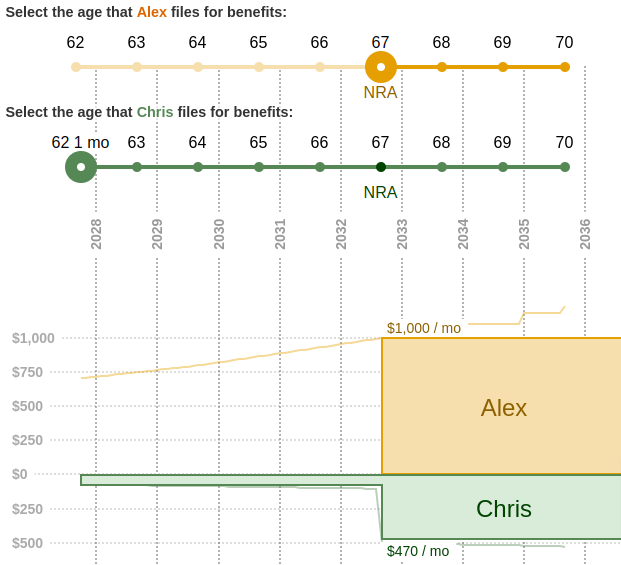 Select the age that Alex files for benefits:
62 63 64 65 66 67 68 69 70
NRA
Select the age that Chris files for benefits:
62 1 mo 63 64 65 66 67 68 69 70
NRA
2028 2029 2030 2031 2032 2033 2034 2035 2036
$1,000 / mo
$1,000
$750
Alex
$500
$250
$0
Chris
$250
$500
$470 / mo